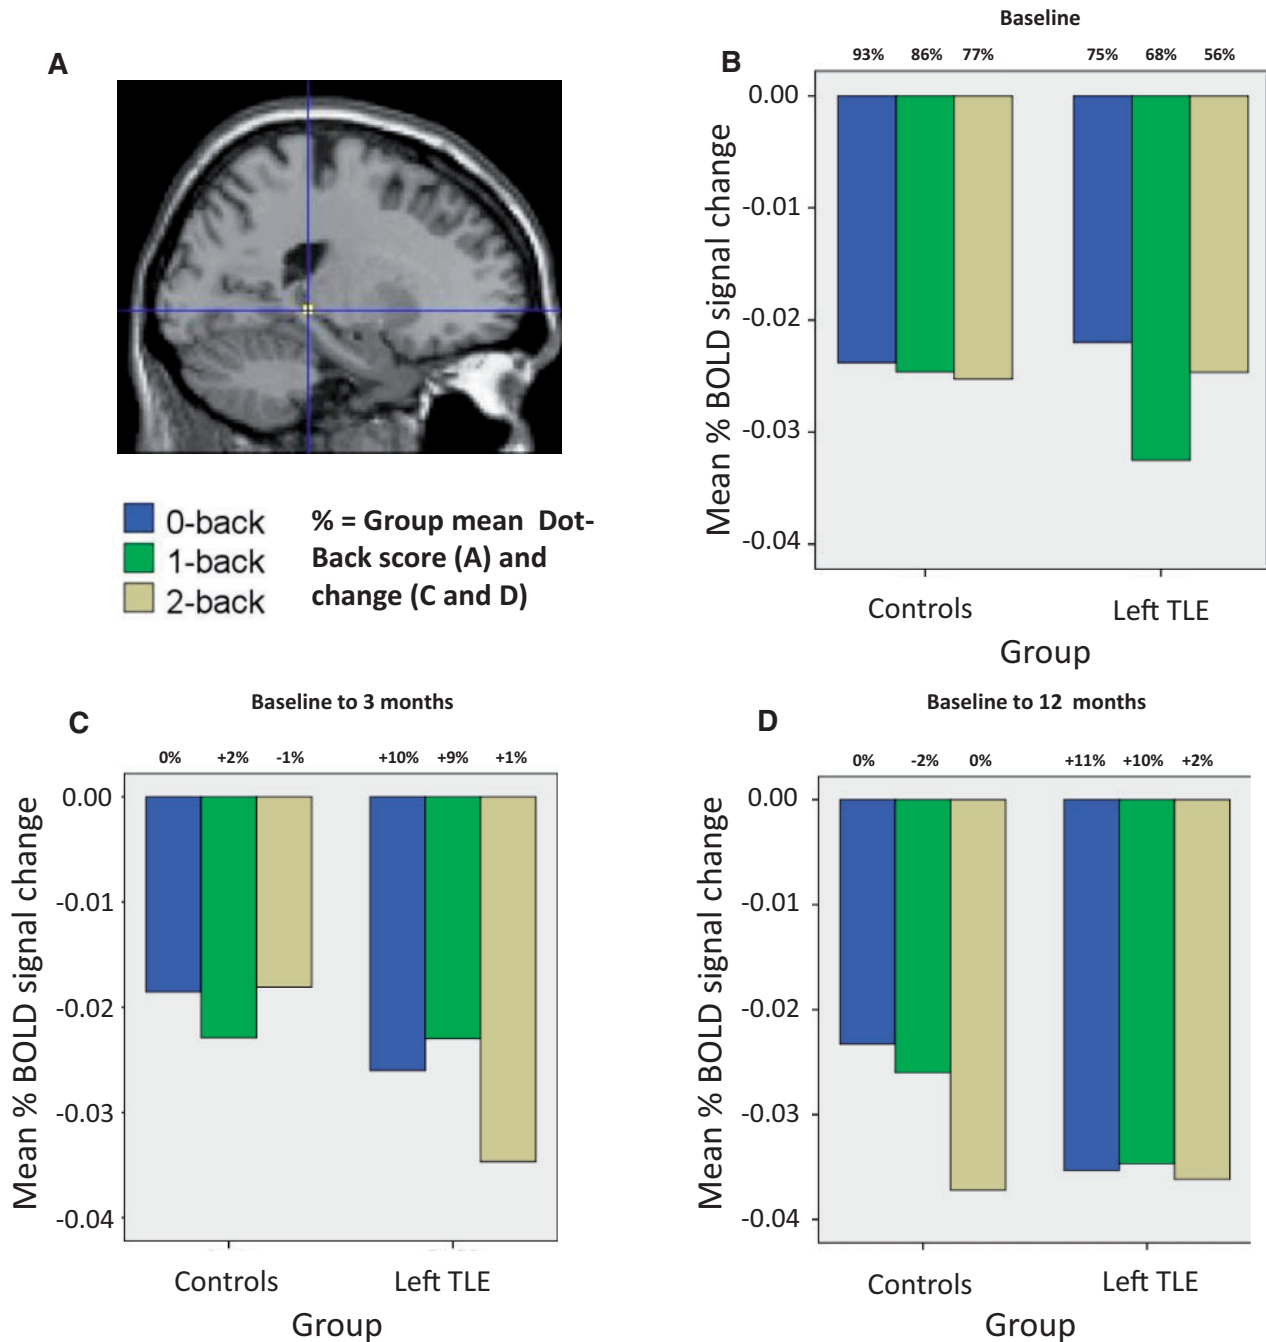 A
0-back
1-back
2-back
% = Group mean Dot-
Back score (A) and
change (C and D)
Baseline
B
93% 86% 77% 75% 68% 56%
Mean % BOLD signal change
0.00
-0.01
-0.02
-0.03
-0.04
Controls Left TLE
Group
Baseline to 3 months
C
0% +2% -1% +10% +9% +1%
Mean % BOLD signal change
0.00
-0.01
-0.02
-0.03
-0.04
Controls Left TLE
Group
Baseline to 12 months
D
0% -2% 0% +11% +10% +2%
Mean % BOLD signal change
0.00
-0.01
-0.02
-0.03
-0.04
Controls Left TLE
Group